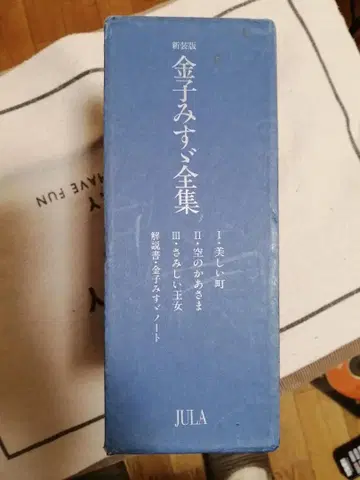 新装版
金子みすゞ全集
Ⅰ・美しい町
Ⅱ・空のかあさま
Ⅲ・さみしい王女
解説書・金子みすゞノート
JULA
HAVE FUN